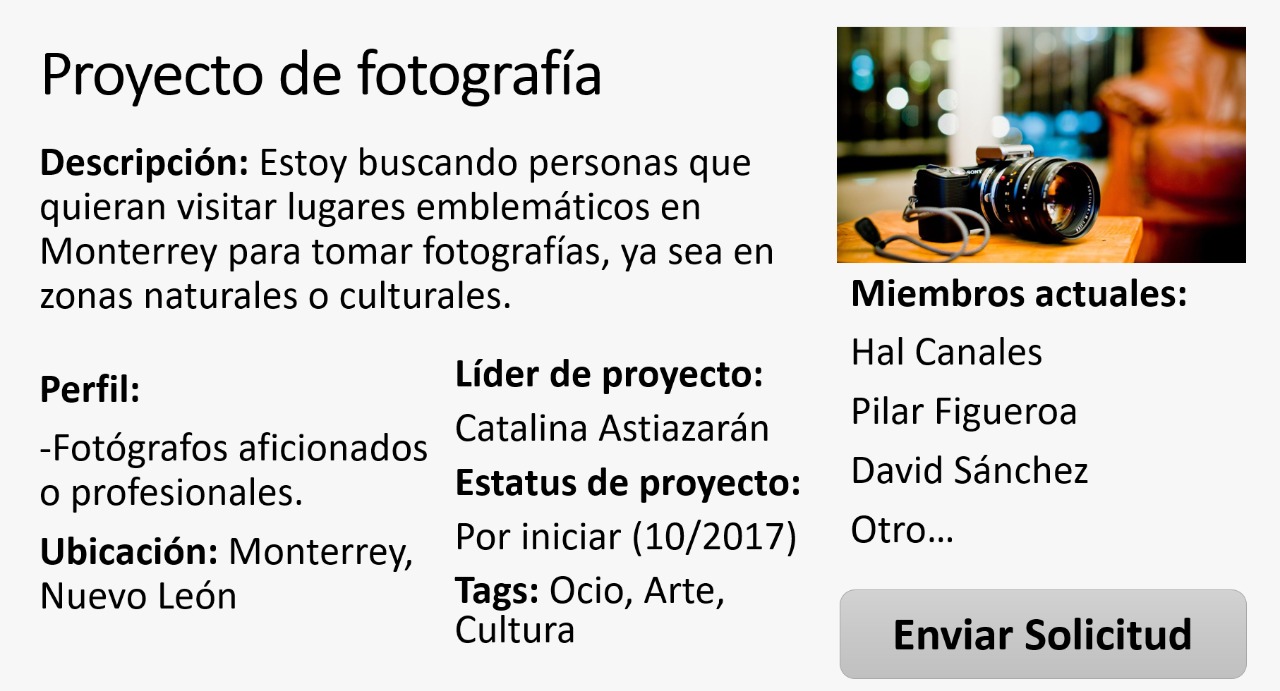 Proyecto de fotografía
Descripción: Estoy buscando personas que
quieran visitar lugares emblemáticos en
Monterrey para tomar fotografías, ya sea en
zonas naturales o culturales.
Perfil:
-Fotógrafos aficionados
o profesionales.
Ubicación: Monterrey,
Nuevo León
Líder de proyecto:
Catalina Astiazarán
Estatus de proyecto:
Por iniciar (10/2017)
Tags: Ocio, Arte,
Cultura
SONY
Miembros actuales:
Hal Canales
Pilar Figueroa
David Sánchez
Otro...
Enviar Solicitud